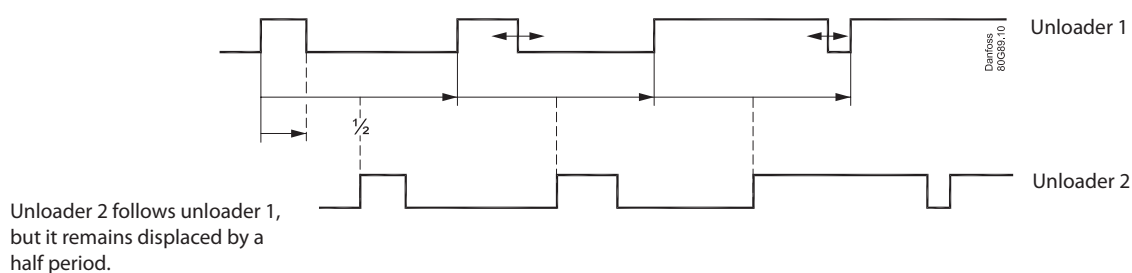 Unloader 1
Danfoss
80G89.10
½
Unloader 2
Unloader 2 follows unloader 1,
but it remains displaced by a
half period.